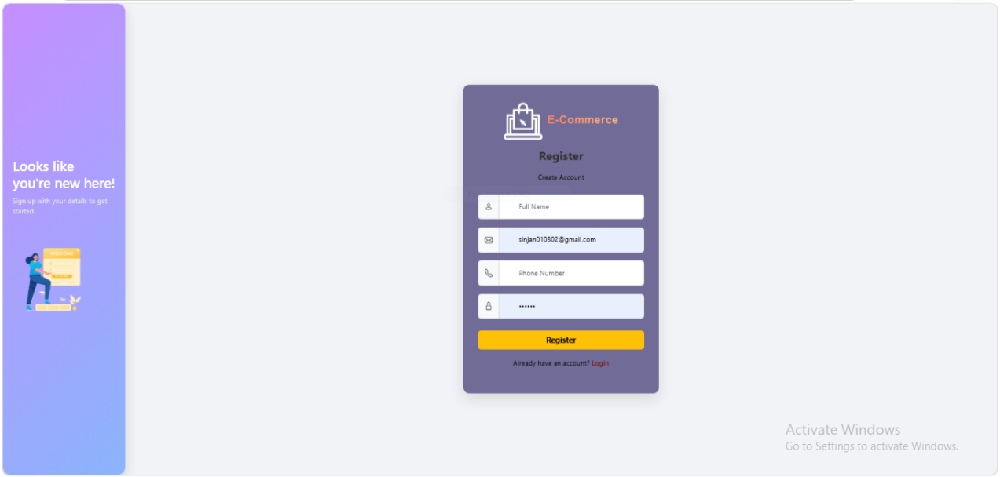 Looks like
you're new here!
Sign up with your details to get
started
E-Commerce
Register
Create Account
Full Name
sinjan010302@gmail.com
Phone Number
••••••
Register
Already have an account? Login
Activate Windows
Go to Settings to activate Windows.